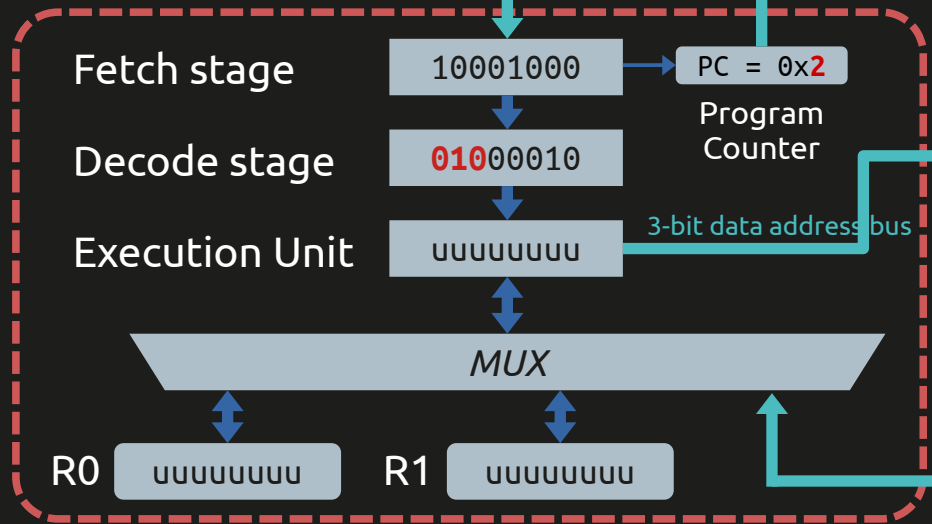 Fetch stage
10001000
PC = 0x2
Program
Counter
Decode stage
01000010
3-bit data address bus
Execution Unit
uuuuuuuu
MUX
R0
uuuuuuuu
R1
uuuuuuuu